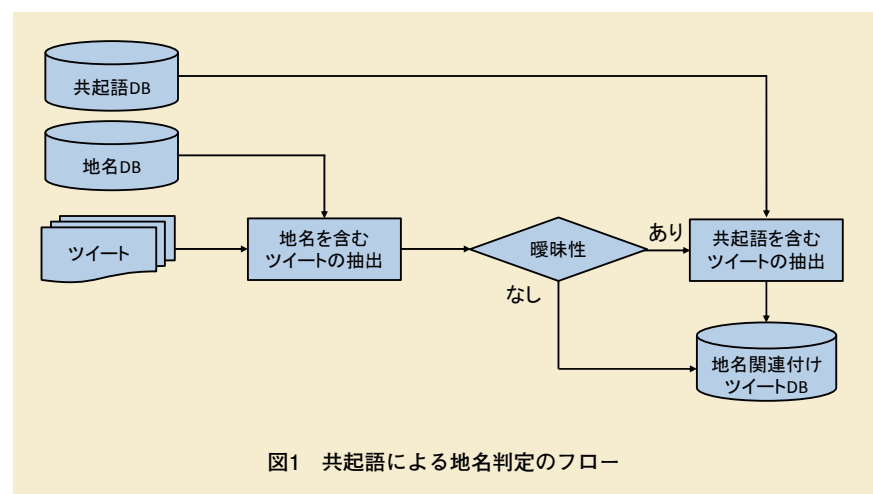 共起語DB
地名DB
ツイート
地名を含む
ツイートの抽出
曖昧性
あり
なし
共起語を含む
ツイートの抽出
地名関連付け
ツイートDB
図1 共起語による地名判定のフロー